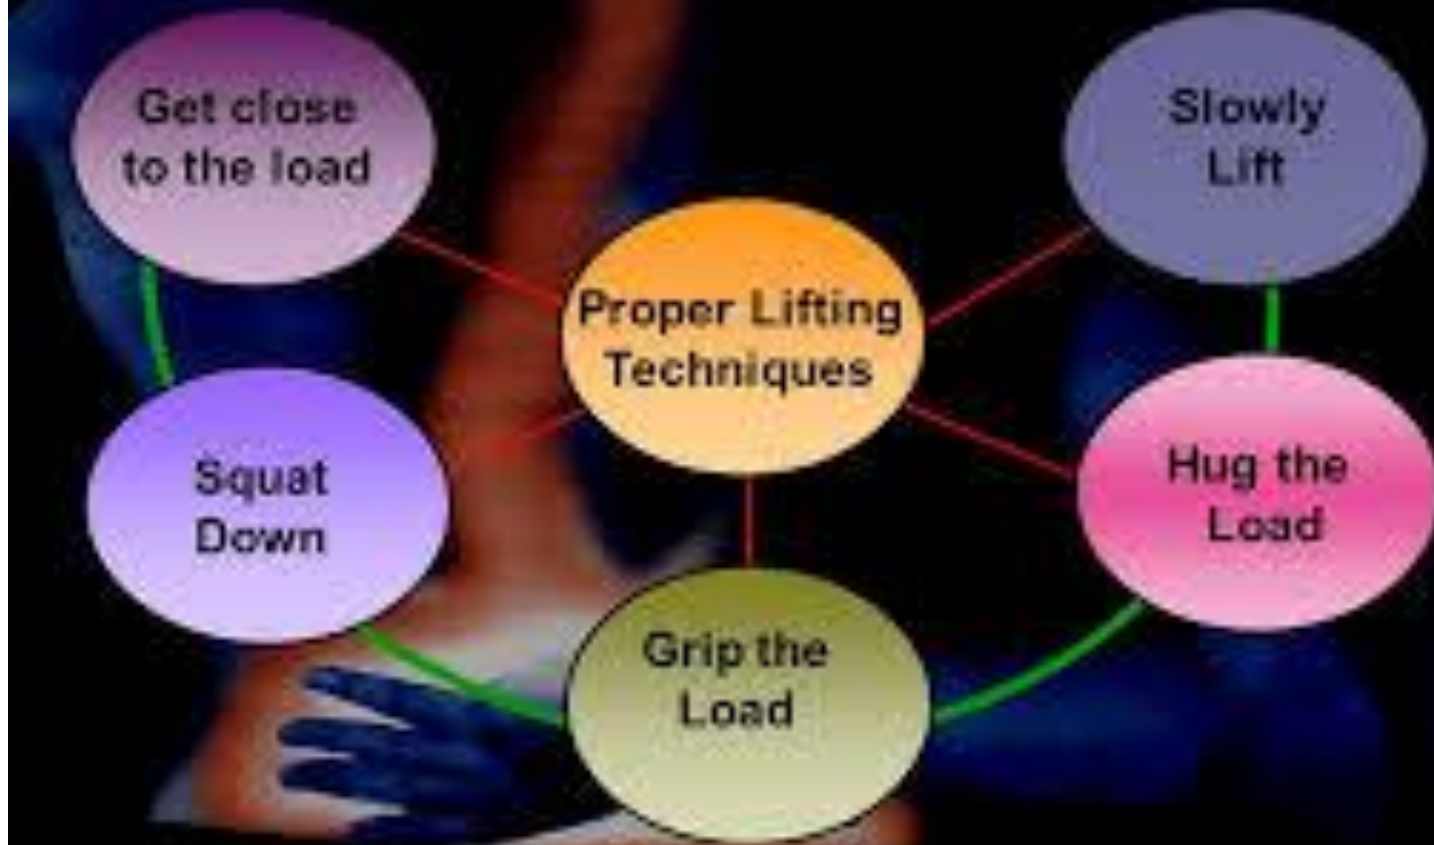 Get close
to the load
Slowly
Lift
Proper Lifting
Techniques
Squat
Down
Hug the
Load
Grip the
Load